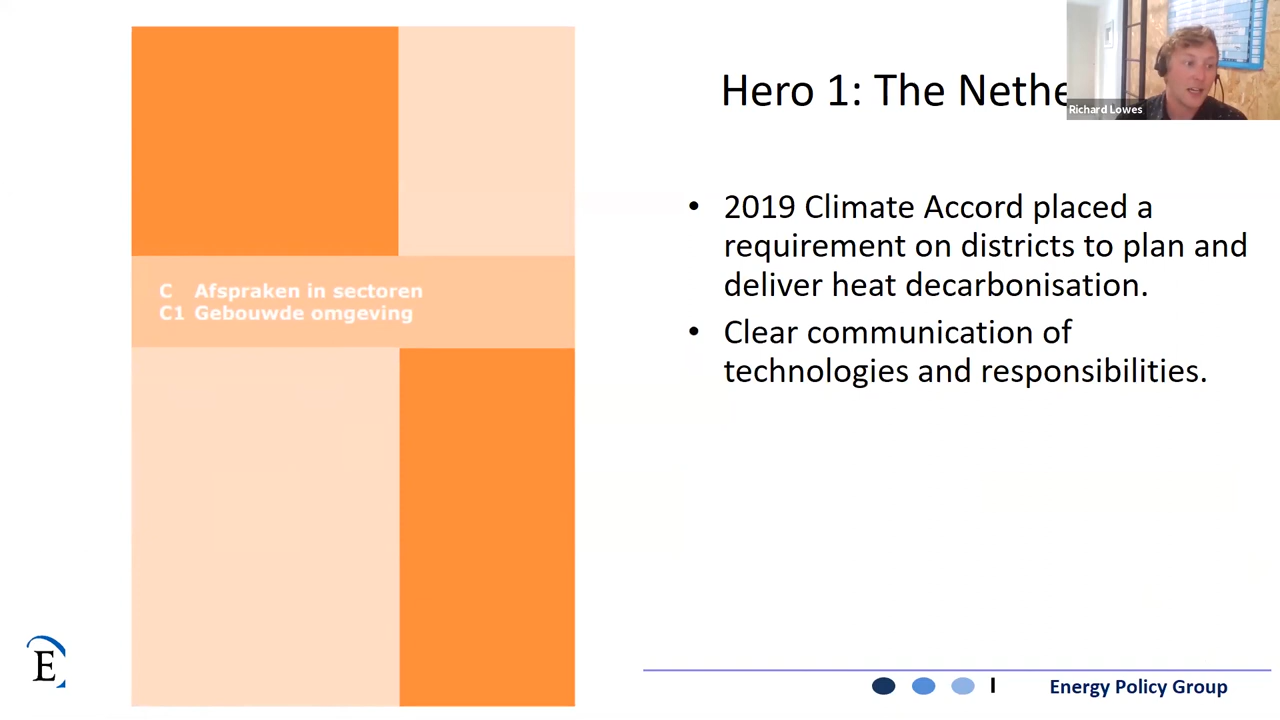 Hero 1: The Nethe
Richard Lowes
• 2019 Climate Accord placed a
requirement on districts to plan and
deliver heat decarbonisation.
• Clear communication of
technologies and responsibilities.
C Afspraken in sectoren
C1 Gebouwde omgeving
E
Energy Policy Group